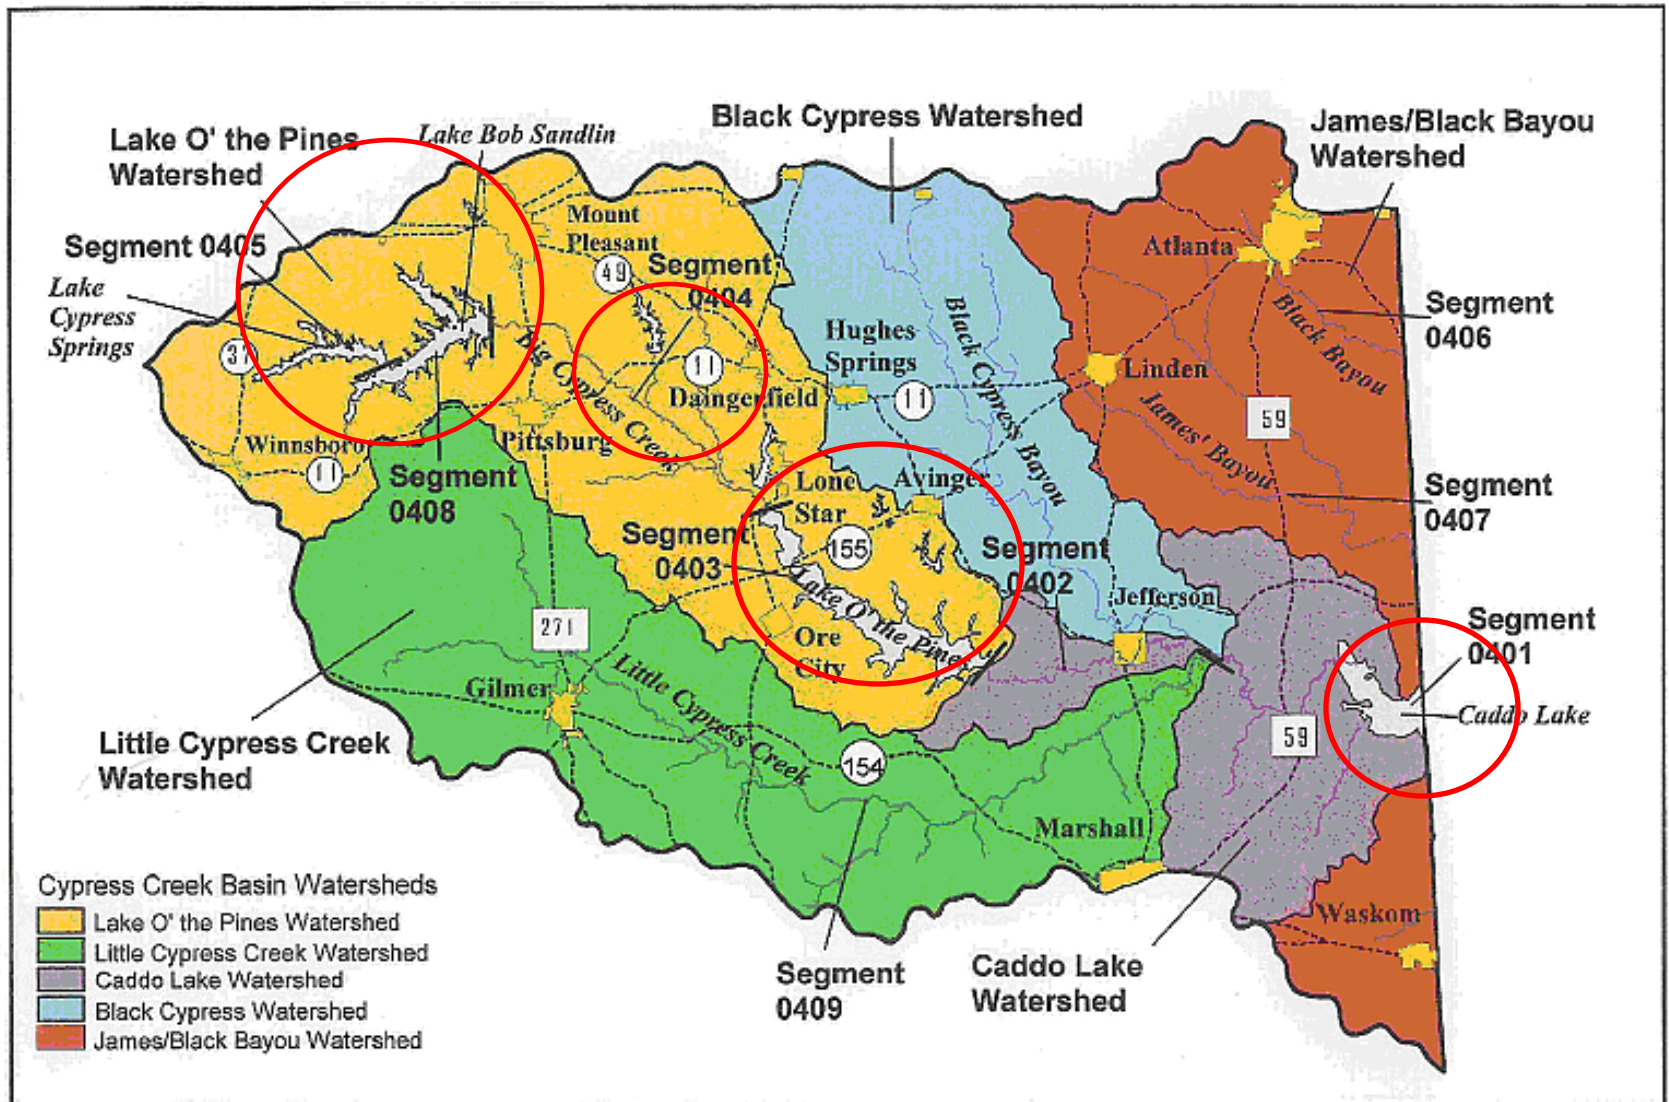 Black Cypress Watershed
James/Black Bayou
Watershed
Lake O' the Pines
Watershed
Lake Bob Sandlin
Segment 0405
Lake
Cypress
Springs
Mount
Pleasant
49
Segment
0404
Atlanta
Segment
0406
Black Bayou
Hughes
Springs
Black Cypress Bayou
37
Big Cypress Creek
11
Daingerfield
11
Linden
59
James' Bayou
Winnsboro
11
Pittsburg
Segment
0408
Lone
Star
Avinger
Segment
0407
Segment
0403
155
Lake O' the Pines
Segment
0402
Jefferson
271
Ore
City
Segment
0401
Caddo Lake
Gilmer
Little Cypress Creek
Little Cypress Creek
Watershed
154
59
Marshall
Waskom
Segment
0409
Caddo Lake
Watershed
Cypress Creek Basin Watersheds
Lake O' the Pines Watershed
Little Cypress Creek Watershed
Caddo Lake Watershed
Black Cypress Watershed
James/Black Bayou Watershed